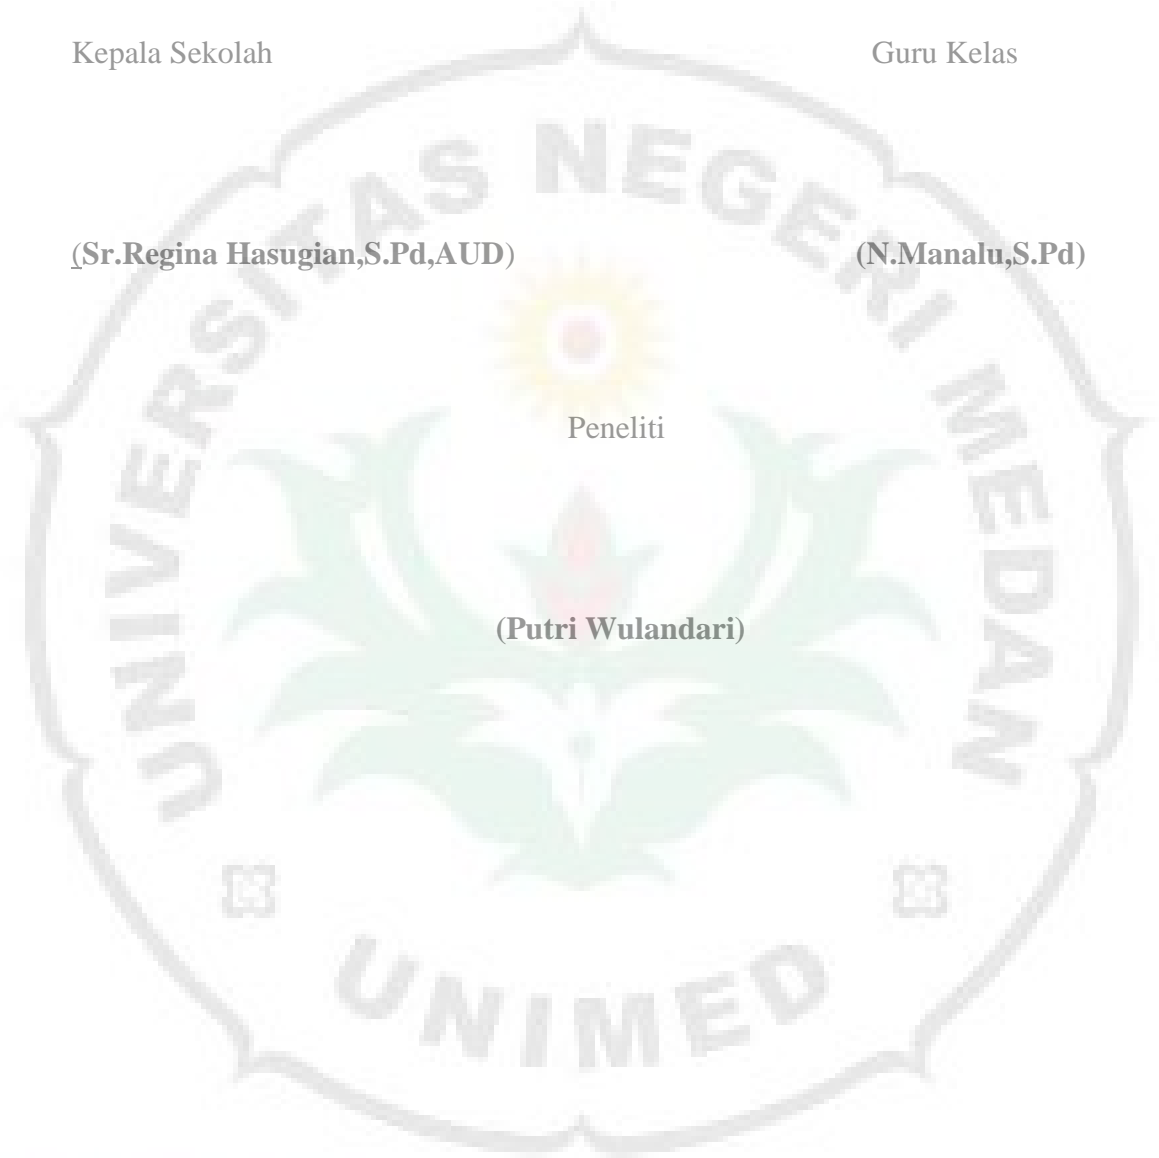 Kepala Sekolah Guru Kelas
(Sr.Regina Hasugian,S.Pd,AUD) (N.Manalu,S.Pd)
Peneliti
(Putri Wulandari)
UNIVERSITAS NEGERI MEDAN
UNIMED